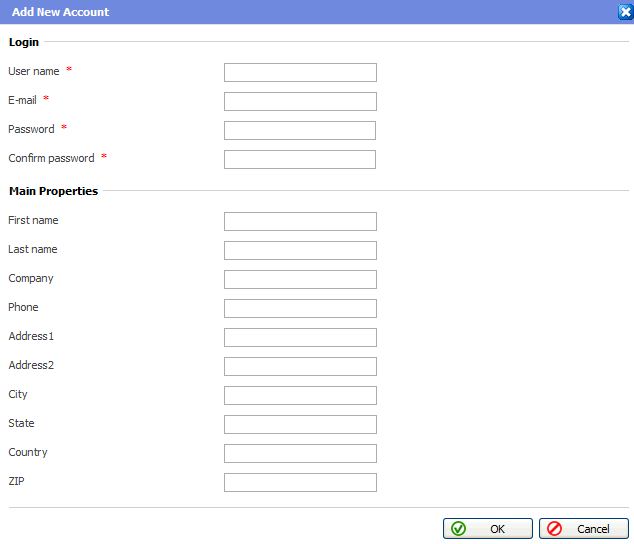 Add New Account
Login
User name *
E-mail *
Password *
Confirm password *
Main Properties
First name
Last name
Company
Phone
Address1
Address2
City
State
Country
ZIP
OK Cancel